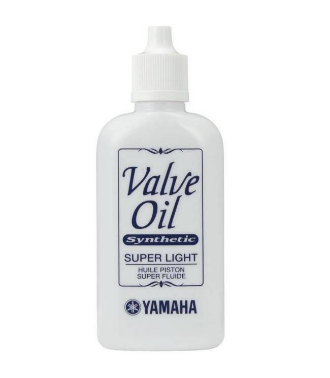 Valve
Oil
Synthetic
SUPER LIGHT
HUILE PISTON
SUPER FLUIDE
YAMAHA